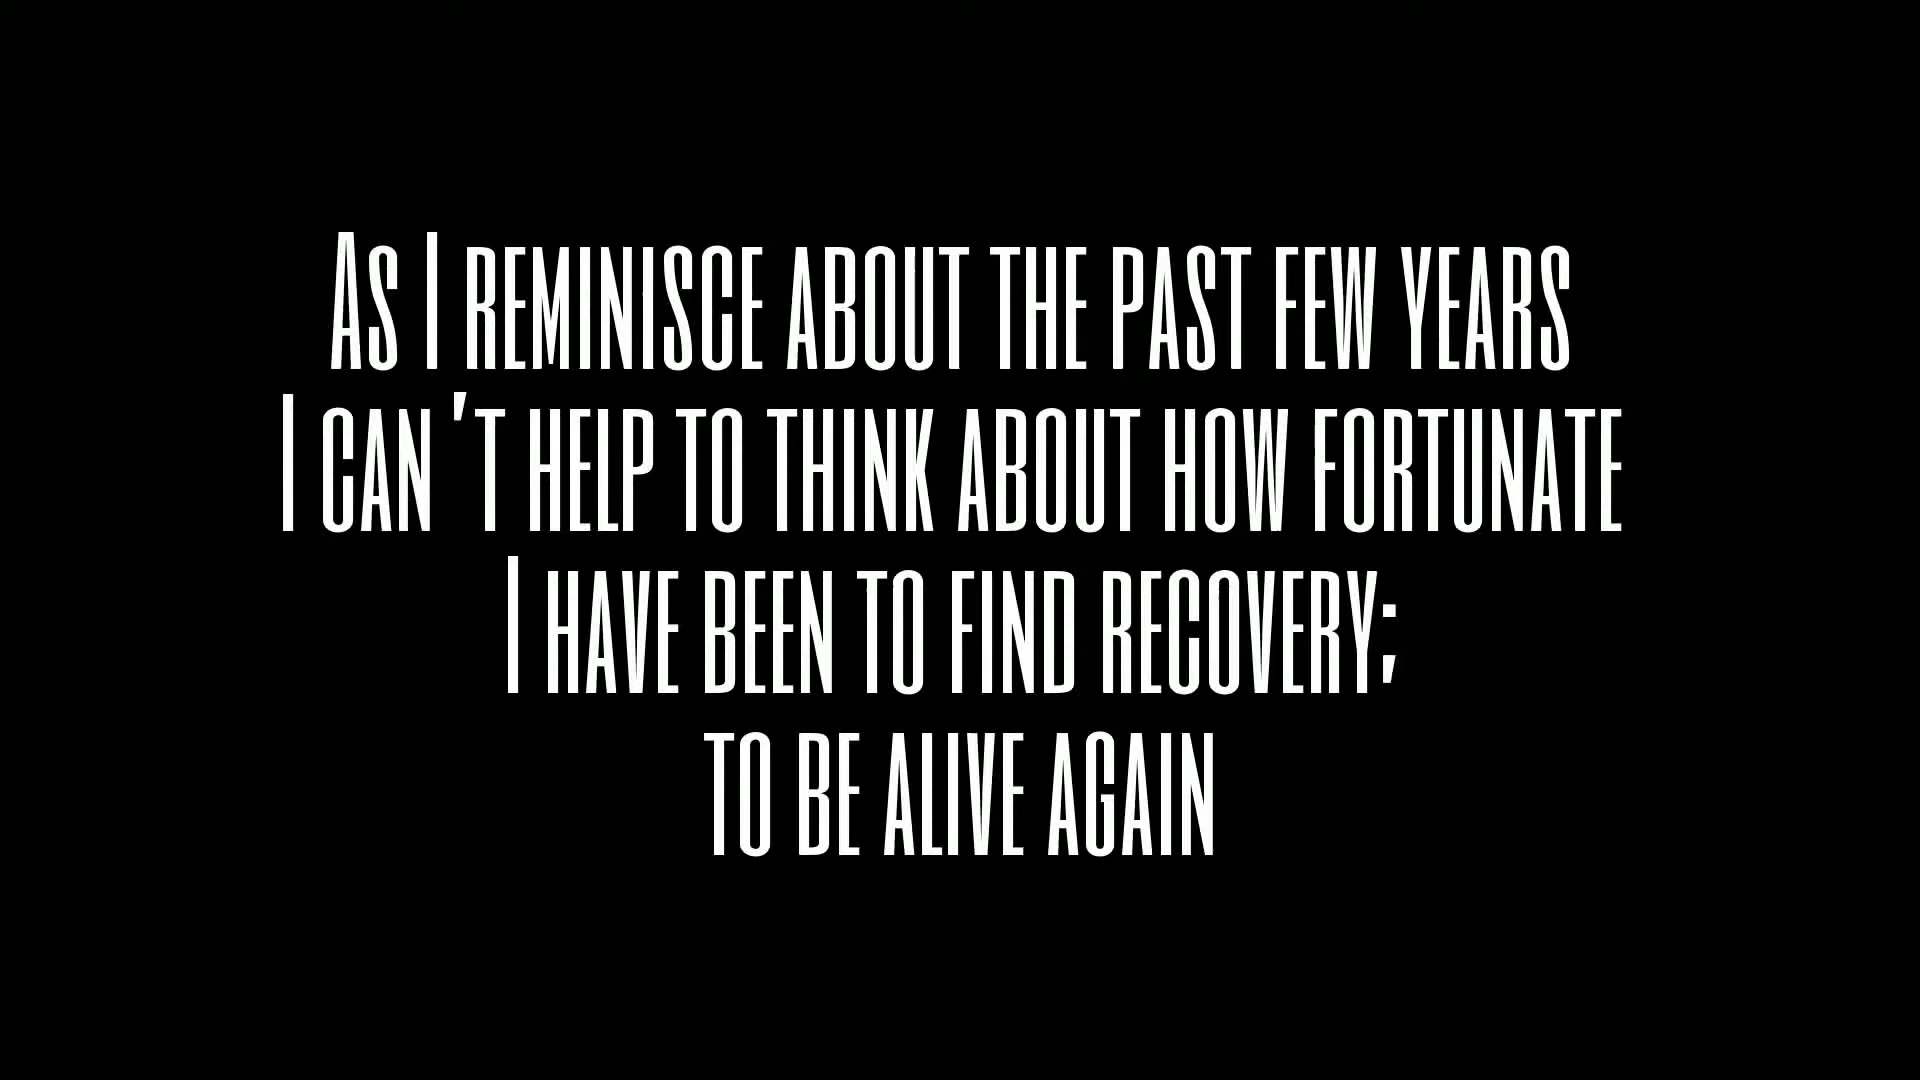 As I reminisce about the past few years
I can't help to think about how fortunate
I have been to find recovery;
to be alive again